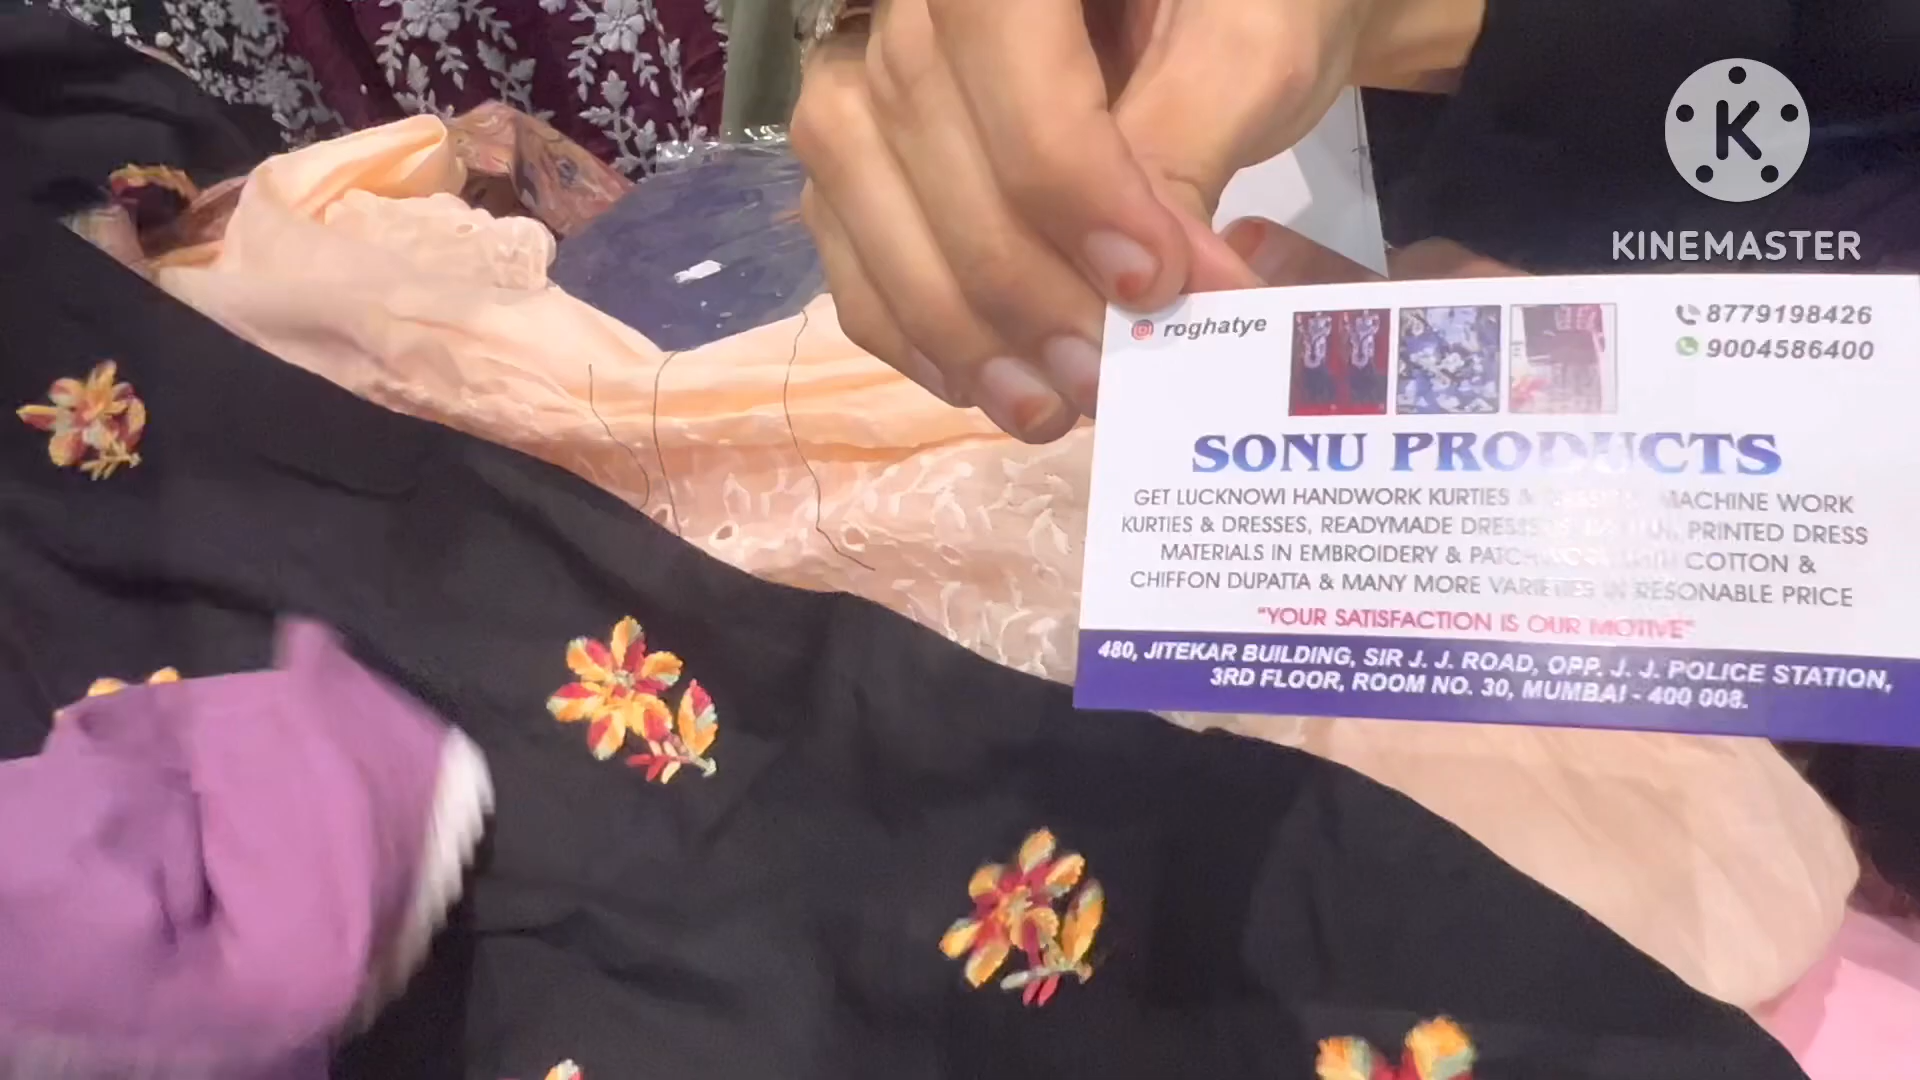 KINEMASTER
roghatye
8779198426
9004586400
SONU PRODUCTS
GET LUCKNOWI HANDWORK KURTIES & MACHINE WORK
KURTIES & DRESSES, READYMADE PRINTED DRESS
MATERIALS IN EMBROIDERY & COTTON &
CHIFFON DUPATTA & MANY MORE VARIETIES IN RESONABLE PRICE
"YOUR SATISFACTION IS OUR MOTIVE"
480, JITEKAR BUILDING, SIR J. J. ROAD, OPP. J. J. POLICE STATION,
3RD FLOOR, ROOM NO. 30, MUMBAI - 400 008.